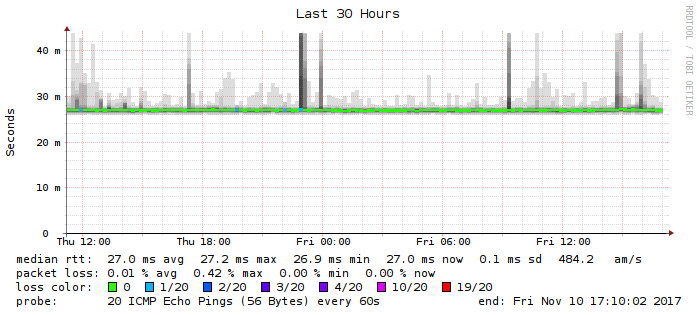 Last 30 Hours
RRDTOOL / TOBI OETIKER
Seconds
40 m
30 m
20 m
10 m
0
Thu 12:00 Thu 18:00 Fri 00:00 Fri 06:00 Fri 12:00
median rtt: 27.0 ms avg 27.2 ms max 26.9 ms min 27.0 ms now 0.1 ms sd 484.2 am/s
packet loss: 0.01 % avg 0.42 % max 0.00 % min 0.00 % now
loss color: 0 1/20 2/20 3/20 4/20 10/20 19/20
probe: 20 ICMP Echo Pings (56 Bytes) every 60s end: Fri Nov 10 17:10:02 2017